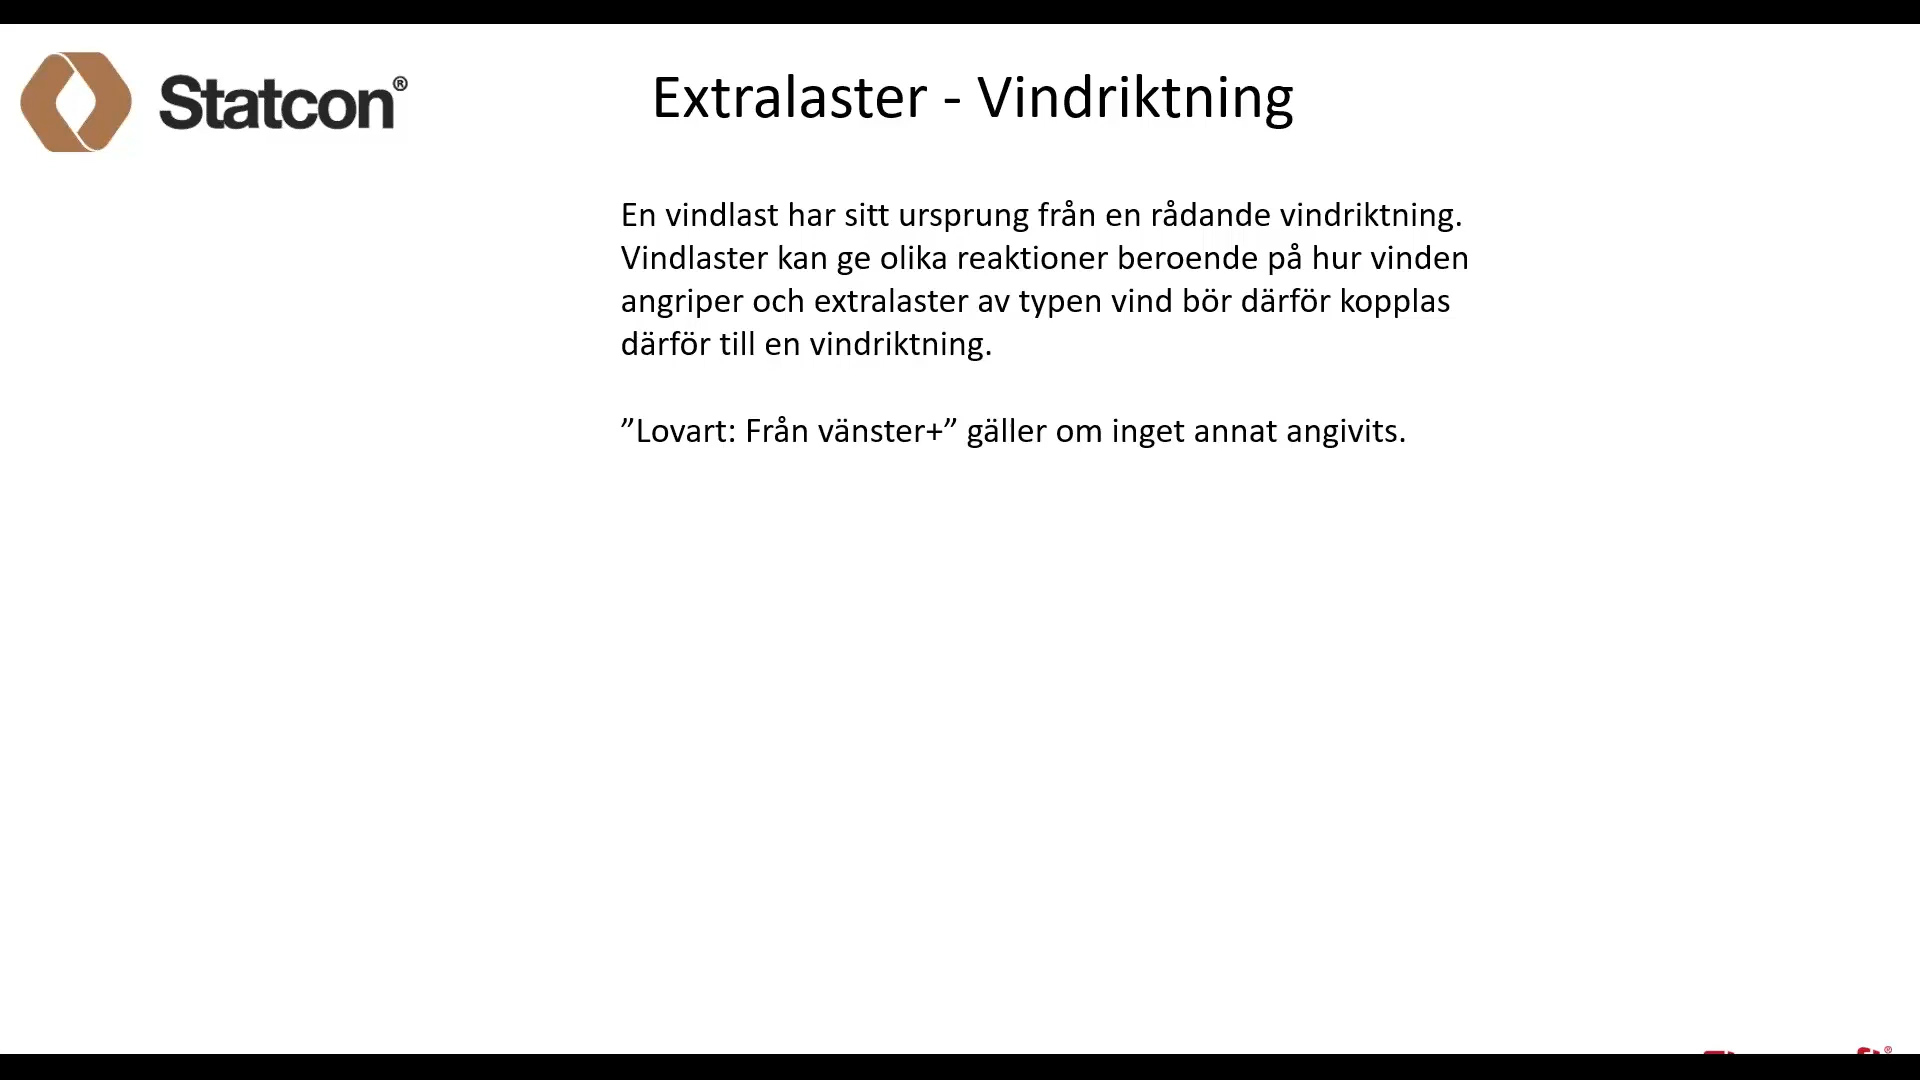 Statcon®
Extralaster - Vindriktning
En vindlast har sitt ursprung från en rådande vindriktning.
Vindlaster kan ge olika reaktioner beroende på hur vinden
angriper och extralaster av typen vind bör därför kopplas
därför till en vindriktning.
”Lovart: Från vänster+” gäller om inget annat angivits.